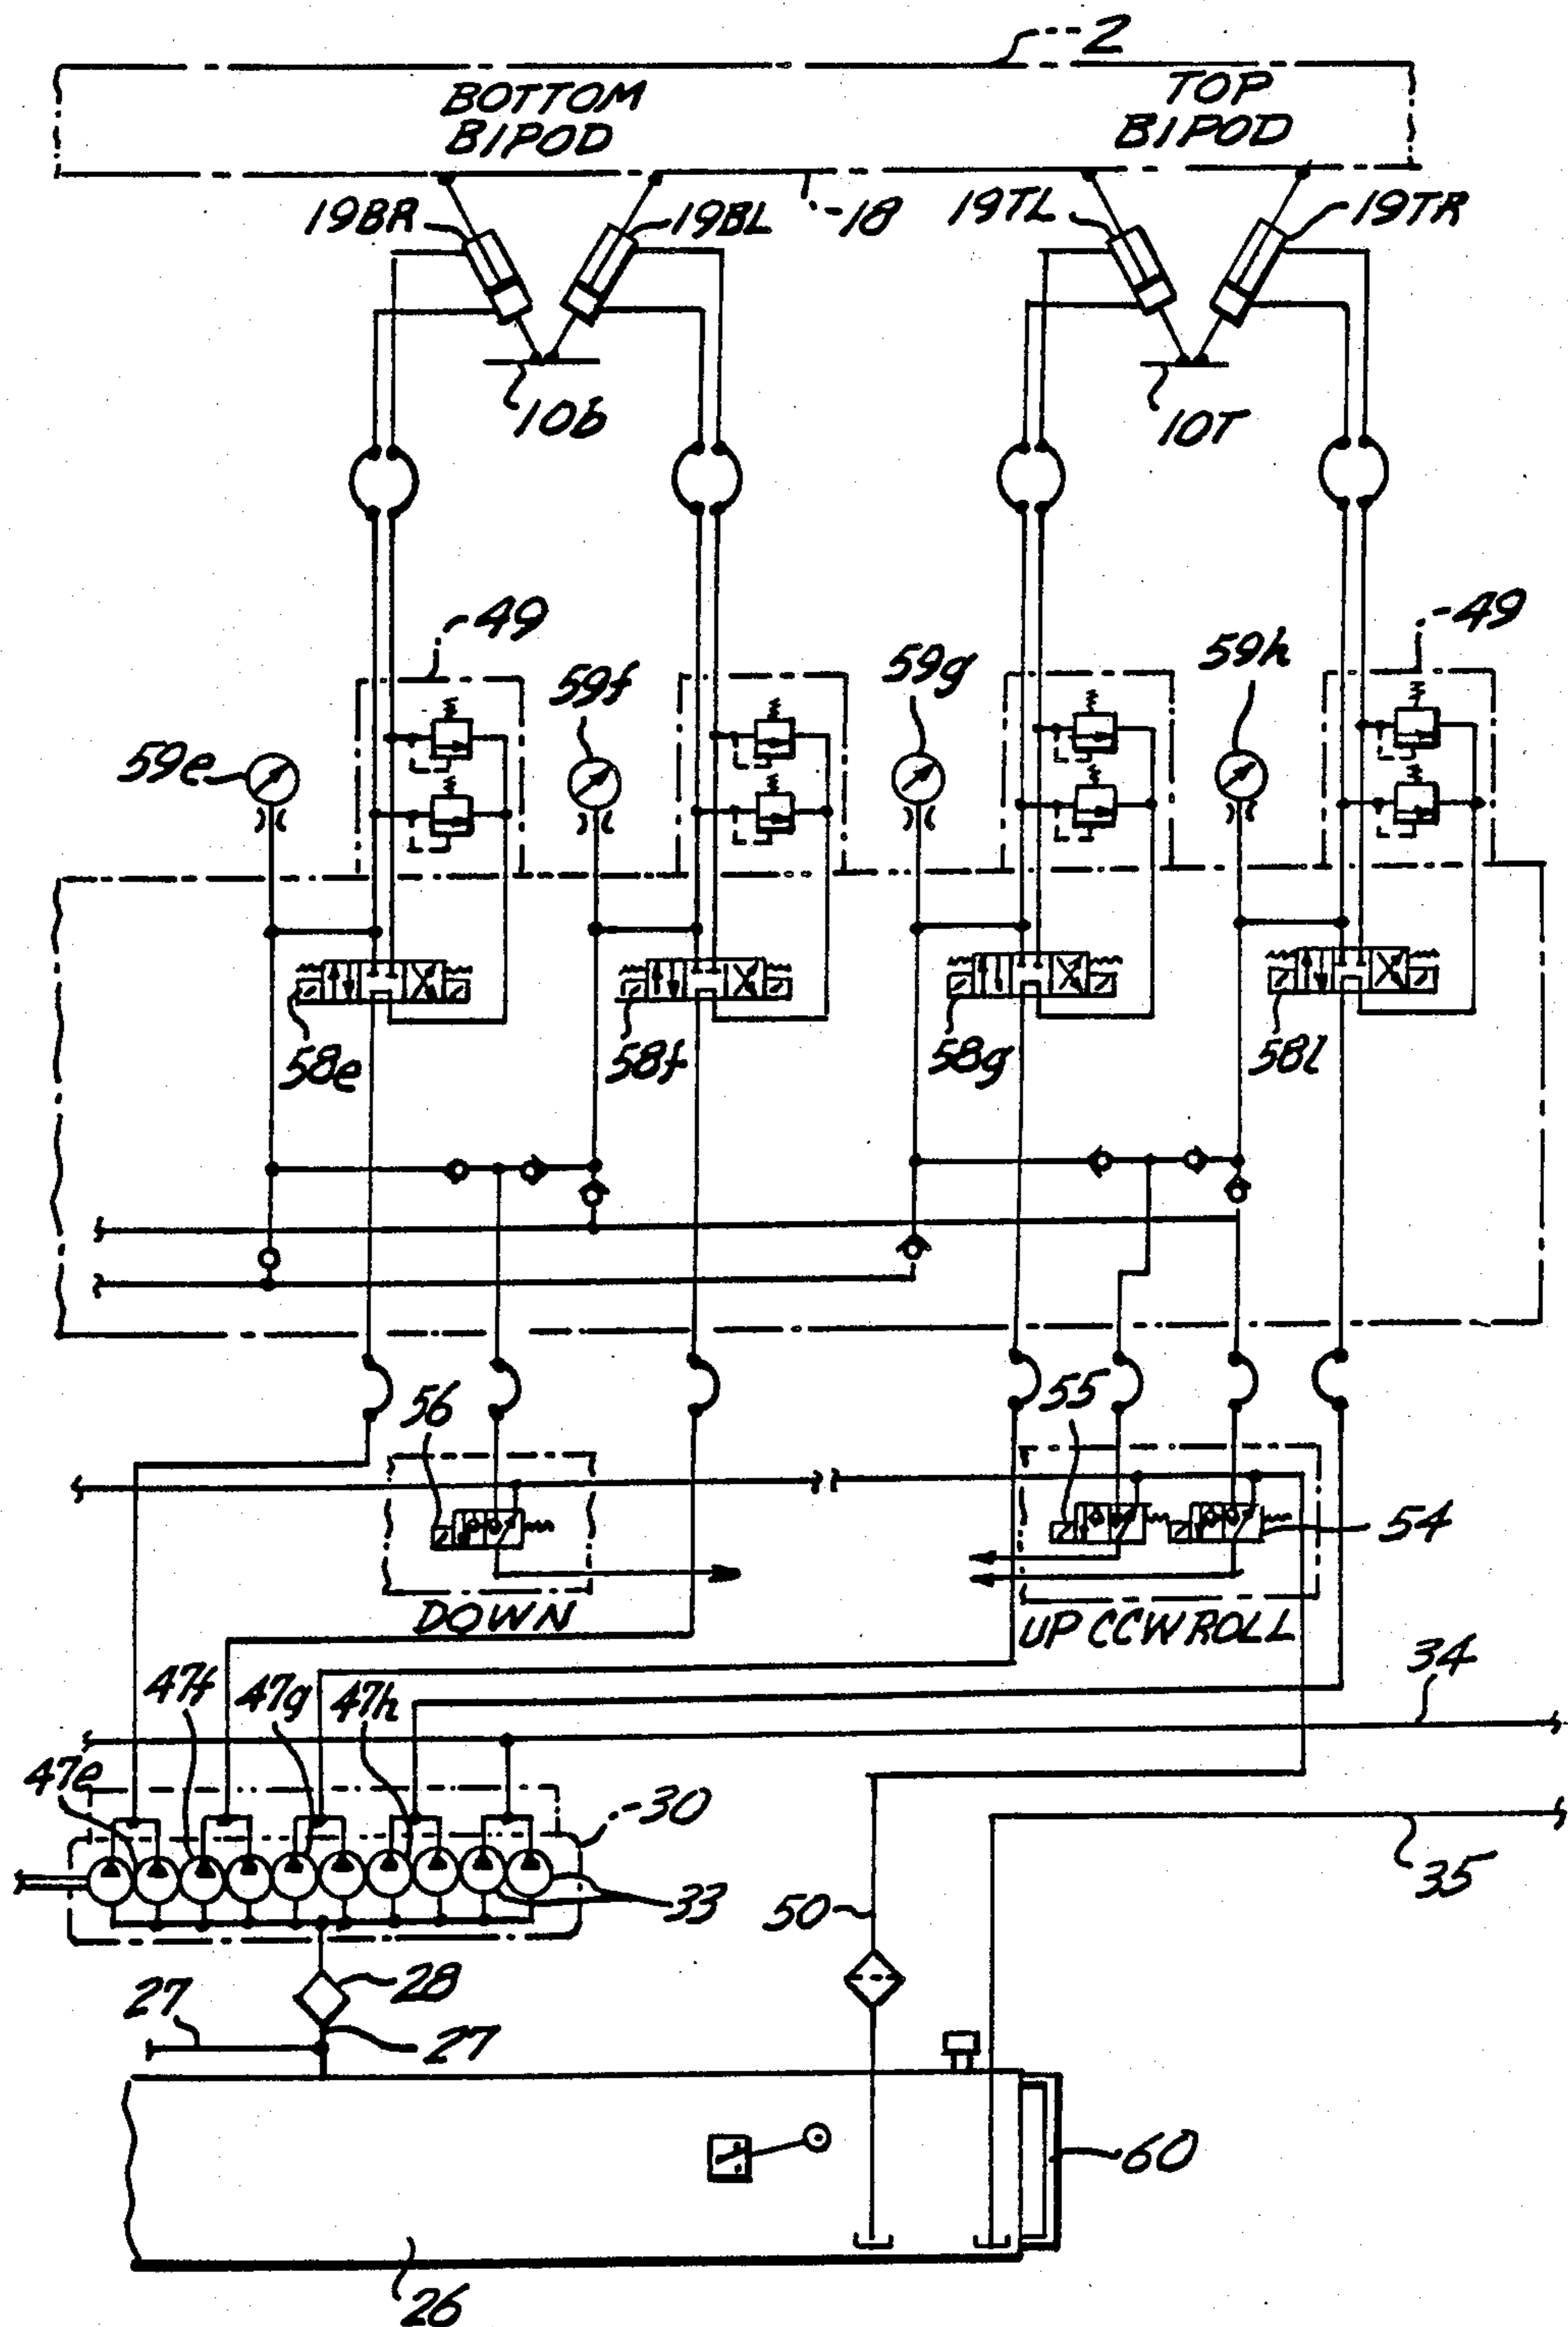 2
BOTTOM
BIPOD
TOP
BIPOD
19BR
19BL
18
19TL
19TR
10b
10T
49
49
59e
59f
59g
59h
58e
58f
58g
58l
56
55
54
DOWN
UP CCW ROLL
34
47e
47f
47g
47h
30
33
35
50
28
27
27
60
26